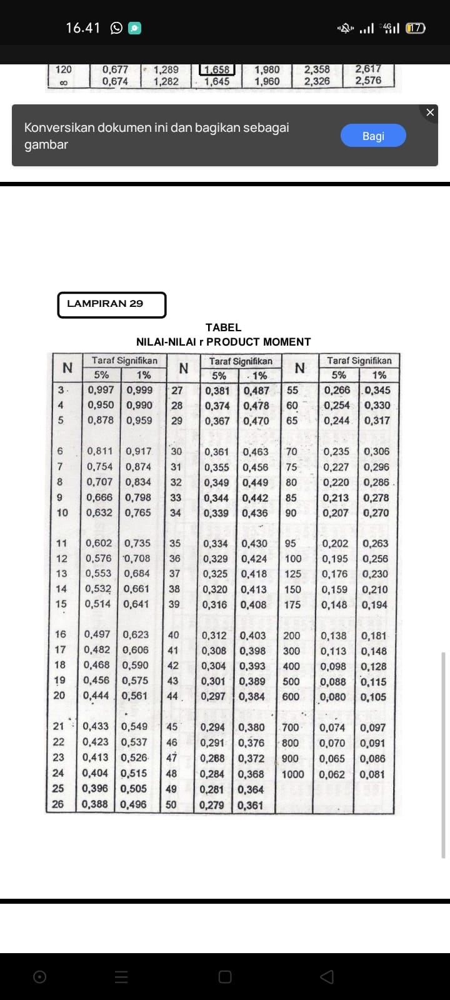 16.41 4G 17
120 0,677 1,289 1,658 1,980 2,358 2,617
∞ 0,674 1,282 1,645 1,960 2,326 2,576
Konversikan dokumen ini dan bagikan sebagai
gambar
Bagi
LAMPIRAN 29
TABEL
NILAI-NILAI r PRODUCT MOMENT
N Taraf Signifikan N Taraf Signifikan N Taraf Signifikan
5% 1% 5% 1% 5% 1%
3 0,997 0,999 27 0,381 0,487 55 0,266 0,345
4 0,950 0,990 28 0,374 0,478 60 0,254 0,330
5 0,878 0,959 29 0,367 0,470 65 0,244 0,317
6 0,811 0,917 30 0,361 0,463 70 0,235 0,306
7 0,754 0,874 31 0,355 0,456 75 0,227 0,296
8 0,707 0,834 32 0,349 0,449 80 0,220 0,286
9 0,666 0,798 33 0,344 0,442 85 0,213 0,278
10 0,632 0,765 34 0,339 0,436 90 0,207 0,270
11 0,602 0,735 35 0,334 0,430 95 0,202 0,263
12 0,576 0,708 36 0,329 0,424 100 0,195 0,256
13 0,553 0,684 37 0,325 0,418 125 0,176 0,230
14 0,532 0,661 38 0,320 0,413 150 0,159 0,210
15 0,514 0,641 39 0,316 0,408 175 0,148 0,194
16 0,497 0,623 40 0,312 0,403 200 0,138 0,181
17 0,482 0,606 41 0,308 0,398 300 0,113 0,148
18 0,468 0,590 42 0,304 0,393 400 0,098 0,128
19 0,456 0,575 43 0,301 0,389 500 0,088 0,115
20 0,444 0,561 44 0,297 0,384 600 0,080 0,105
21 0,433 0,549 45 0,294 0,380 700 0,074 0,097
22 0,423 0,537 46 0,291 0,376 800 0,070 0,091
23 0,413 0,526 47 0,288 0,372 900 0,065 0,086
24 0,404 0,515 48 0,284 0,368 1000 0,062 0,081
25 0,396 0,505 49 0,281 0,364
26 0,388 0,496 50 0,279 0,361